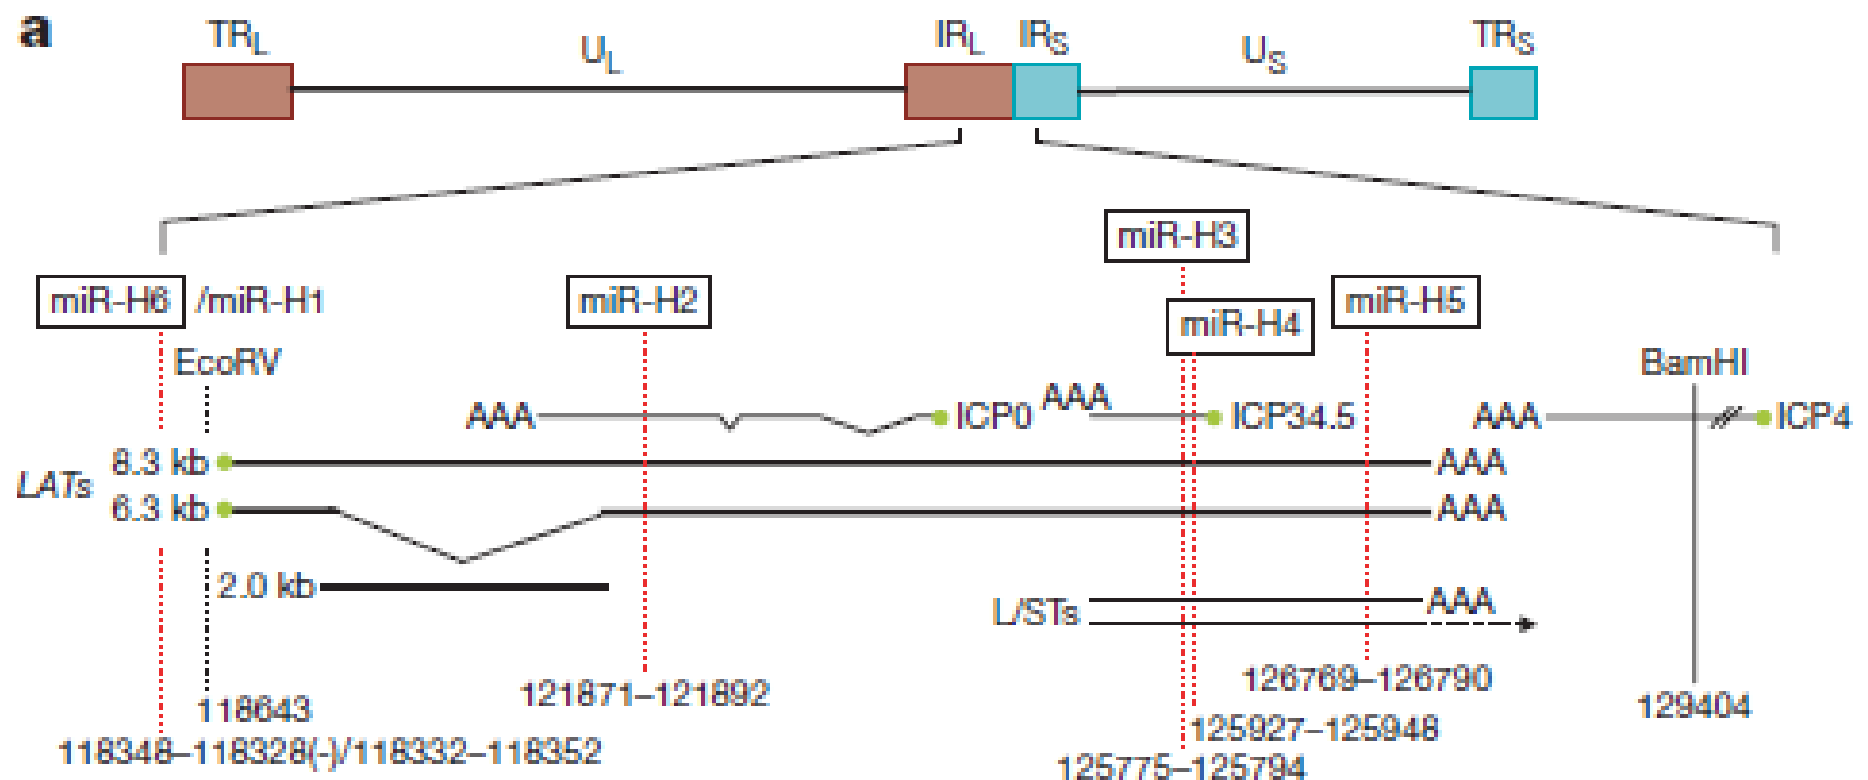 a
TRL UL IRL IRS US TRS
miR-H3
miR-H6 /miR-H1 miR-H2 miR-H4 miR-H5
EcoRV BamHI
AAA ICP0 AAA ICP34.5 AAA ICP4
LATs 8.3 kb AAA
6.3 kb AAA
2.0 kb
L/STs AAA
126769–126790
121871–121892
118643 129404
125927–125948
118348–118328(-)/118332–118352
125775–125794